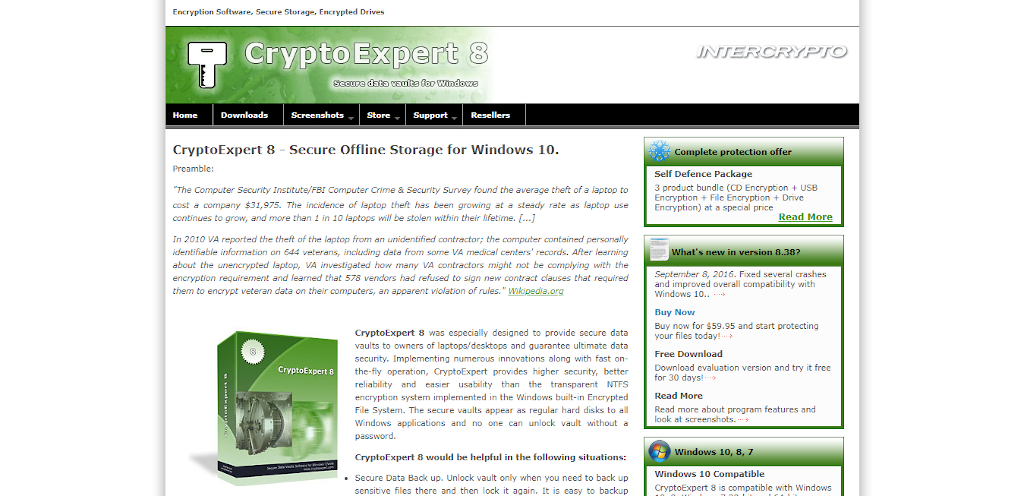 Encryption Software, Secure Storage, Encrypted Drives
CryptoExpert 8
Secure data vaults for Windows
INTERCRYPTO
Home
Downloads
Screenshots
Store
Support
Resellers
CryptoExpert 8 - Secure Offline Storage for Windows 10.
Preamble:
"The Computer Security Institute/FBI Computer Crime & Security Survey found the average theft of a laptop to
cost a company $31,975. The incidence of laptop theft has been growing at a steady rate as laptop use
continues to grow, and more than 1 in 10 laptops will be stolen within their lifetime. [...]
In 2010 VA reported the theft of the laptop from an unidentified contractor; the computer contained personally
identifiable information on 644 veterans, including data from some VA medical centers' records. After learning
about the unencrypted laptop, VA investigated how many VA contractors might not be complying with the
encryption requirement and learned that 578 vendors had refused to sign new contract clauses that required
them to encrypt veteran data on their computers, an apparent violation of rules." Wikipedia.org
8
CryptoExpert 8
CryptoExpert 8
CryptoExpert 8 was especially designed to provide secure data
vaults to owners of laptops/desktops and guarantee ultimate data
security. Implementing numerous innovations along with fast on-
the-fly operation, CryptoExpert provides higher security, better
reliability and easier usability than the transparent NTFS
encryption system implemented in the Windows built-in Encrypted
File System. The secure vaults appear as regular hard disks to all
Windows applications and no one can unlock vault without a
password.
CryptoExpert 8 would be helpful in the following situations:
Secure Data Back up. Unlock vault only when you need to back up
sensitive files there and then lock it again. It is easy to backup
Complete protection offer
Self Defence Package
3 product bundle (CD Encryption + USB
Encryption + File Encryption + Drive
Encryption) at a special price
Read More
What's new in version 8.38?
September 8, 2016. Fixed several crashes
and improved overall compatibility with
Windows 10..
Buy Now
Buy now for $59.95 and start protecting
your files today!
Free Download
Download evaluation version and try it free
for 30 days!
Read More
Read more about program features and
look at screenshots.
Windows 10, 8, 7
Windows 10 Compatible
CryptoExpert 8 is compatible with Windows